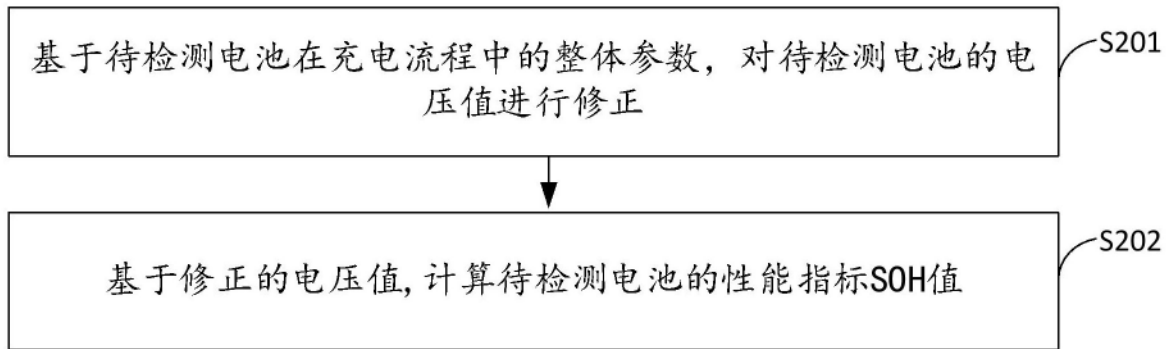 基于待检测电池在充电流程中的整体参数，对待检测电池的电
压值进行修正
S201
基于修正的电压值,计算待检测电池的性能指标SOH值
S202